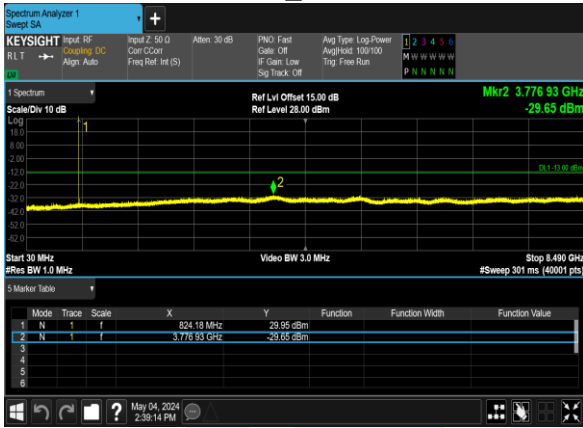 Spectrum Analyzer 1
Swept SA
+
KEYSIGHT Input: RF Input Z: 50 Ω Atten: 30 dB PNO: Fast Avg Type: Log-Power 1 2 3 4 5 6
RLT Coupling: DC Corr CCorr Gate: Off Avg|Hold: 100/100 M W W W W W
Align: Auto Freq Ref: Int (S) IF Gain: Low Trig: Free Run
LW Sig Track: Off P N N N N N
1 Spectrum Ref Lvl Offset 15.00 dB Mkr2 3.776 93 GHz
Scale/Div 10 dB Ref Level 28.00 dBm -29.65 dBm
Log
1
18.0
8.00
-2.00
DL1 -13.00 dBm
-12.0
2
-22.0
-32.0
-42.0
-52.0
-62.0
Start 30 MHz Video BW 3.0 MHz Stop 8.490 GHz
#Res BW 1.0 MHz #Sweep 301 ms (40001 pts)
5 Marker Table
Mode Trace Scale X Y Function Function Width Function Value
1 N 1 f 824.18 MHz 29.95 dBm
2 N 1 f 3.776 93 GHz -29.65 dBm
3
4
5
6
? May 04, 2024
2:39:14 PM